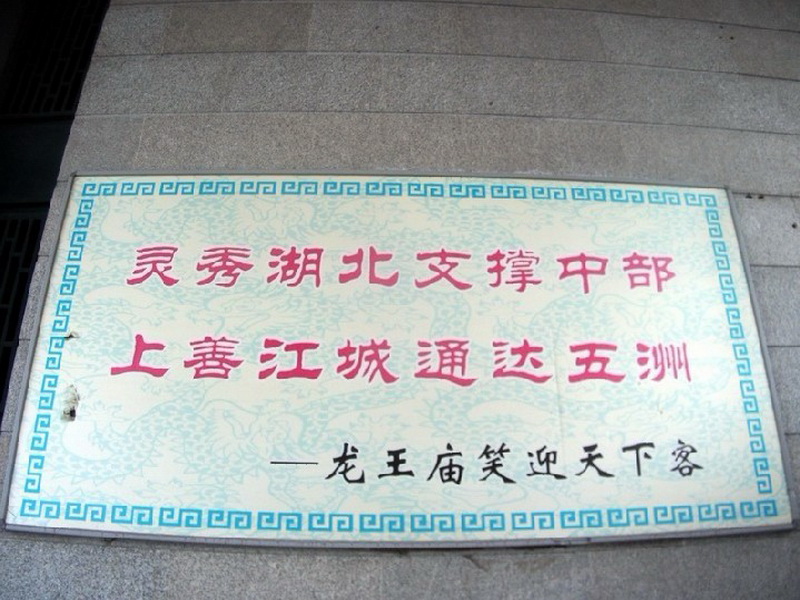 灵秀湖北支撑中部
上善江城通达五洲
—龙王庙笑迎天下客